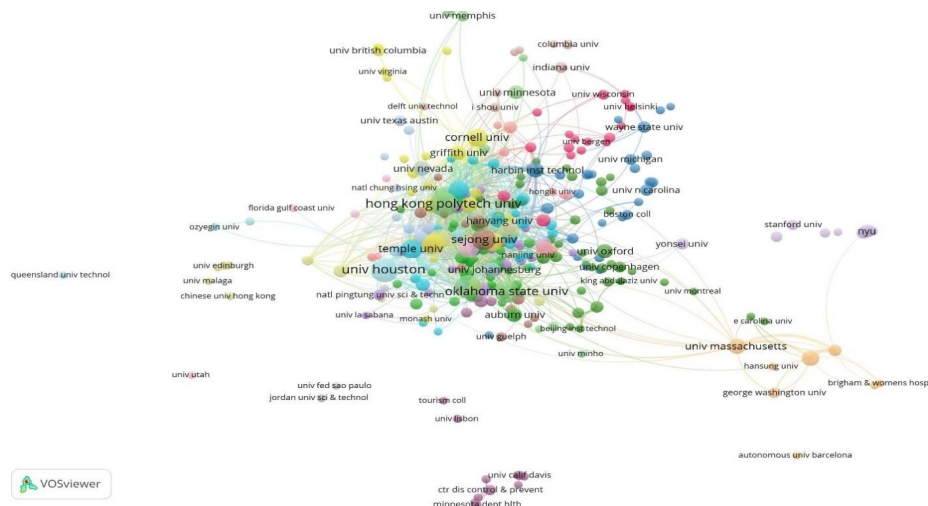 univ memphis
columbia univ
univ british columbia
indiana univ
univ virginia
univ minnesota
univ wisconsin
delft univ technol
i shou univ
univ helsinki
univ texas austin
wayne state univ
cornell univ
univ bergen
griffith univ
univ michigan
univ nevada
harbin inst technol
natl chung hsing univ
hongik univ
univ n carolina
hong kong polytech univ
florida gulf coast univ
boston coll
hanyang univ
ozyegin univ
stanford univ
nyu
sejong univ
yonsei univ
temple univ
nanjing univ
univ oxford
univ edinburgh
univ houston
univ johannesburg
univ copenhagen
queensland univ technol
univ malaga
king abdulaziz univ
chinese univ hong kong
natl pingtung univ sci & techn
oklahoma state univ
univ montreal
univ la sabana
monash univ
auburn univ
e carolina univ
beijing inst technol
univ guelph
univ massachusetts
univ minho
hansung univ
univ utah
univ fed sao paulo
brigham & womens hosp
jordan univ sci & technol
george washington univ
tourism coll
univ lisbon
autonomous univ barcelona
univ calif davis
ctr dis control & prevent
minnesota dept hlth
VOSviewer